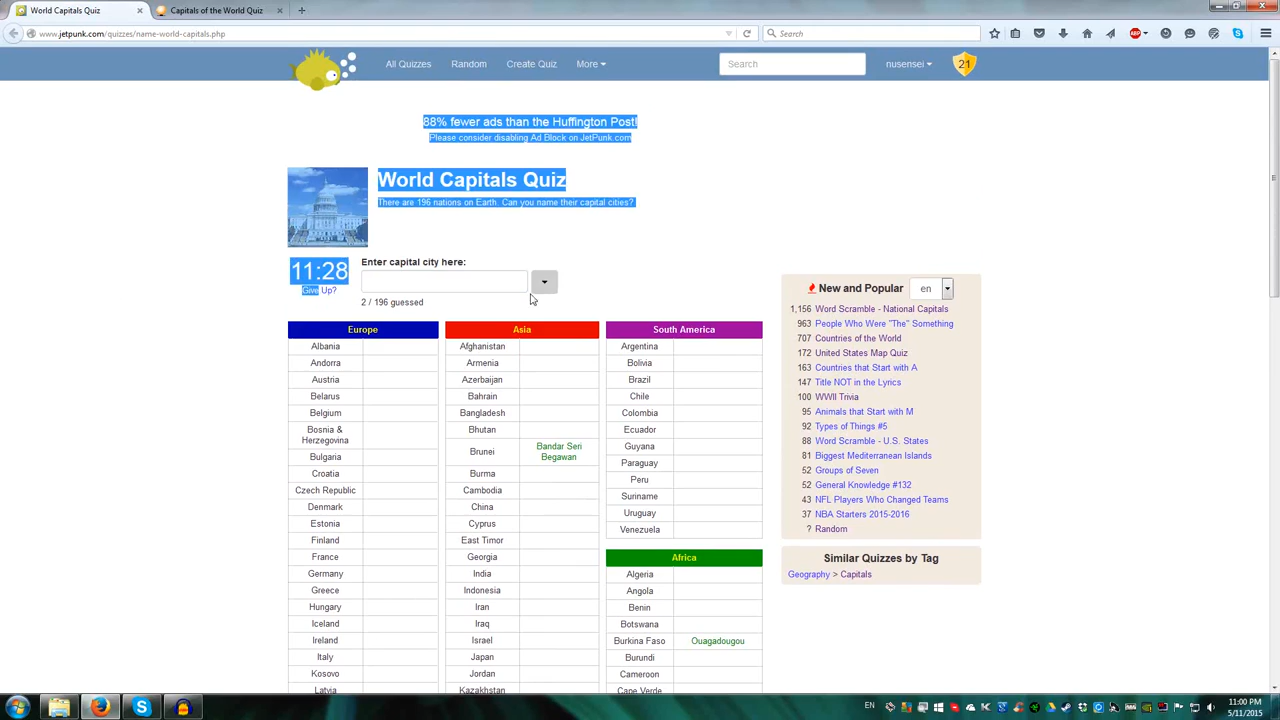 World Capitals Quiz
Capitals of the World Quiz
www.jetpunk.com/quizzes/name-world-capitals.php
Search
ABP
All Quizzes
Random
Create Quiz
More
Search
nusensei
21
88% fewer ads than the Huffington Post!
Please consider disabling Ad Block on JetPunk.com
World Capitals Quiz
There are 196 nations on Earth. Can you name their capital cities?
11:28
Give Up?
Enter capital city here:
2 / 196 guessed
Europe
Albania
Andorra
Austria
Belarus
Belgium
Bosnia &
Herzegovina
Bulgaria
Croatia
Czech Republic
Denmark
Estonia
Finland
France
Germany
Greece
Hungary
Iceland
Ireland
Italy
Kosovo
Latvia
Asia
Afghanistan
Armenia
Azerbaijan
Bahrain
Bangladesh
Bhutan
Brunei
Bandar Seri
Begawan
Burma
Cambodia
China
Cyprus
East Timor
Georgia
India
Indonesia
Iran
Iraq
Israel
Japan
Jordan
Kazakhstan
South America
Argentina
Bolivia
Brazil
Chile
Colombia
Ecuador
Guyana
Paraguay
Peru
Suriname
Uruguay
Venezuela
Africa
Algeria
Angola
Benin
Botswana
Burkina Faso
Ouagadougou
Burundi
Cameroon
Cape Verde
New and Popular
en
1,156 Word Scramble - National Capitals
963 People Who Were "The" Something
707 Countries of the World
172 United States Map Quiz
163 Countries that Start with A
147 Title NOT in the Lyrics
100 WWII Trivia
95 Animals that Start with M
92 Types of Things #5
88 Word Scramble - U.S. States
81 Biggest Mediterranean Islands
52 Groups of Seven
52 General Knowledge #132
43 NFL Players Who Changed Teams
37 NBA Starters 2015-2016
? Random
Similar Quizzes by Tag
Geography > Capitals
EN
11:00 PM
5/11/2015